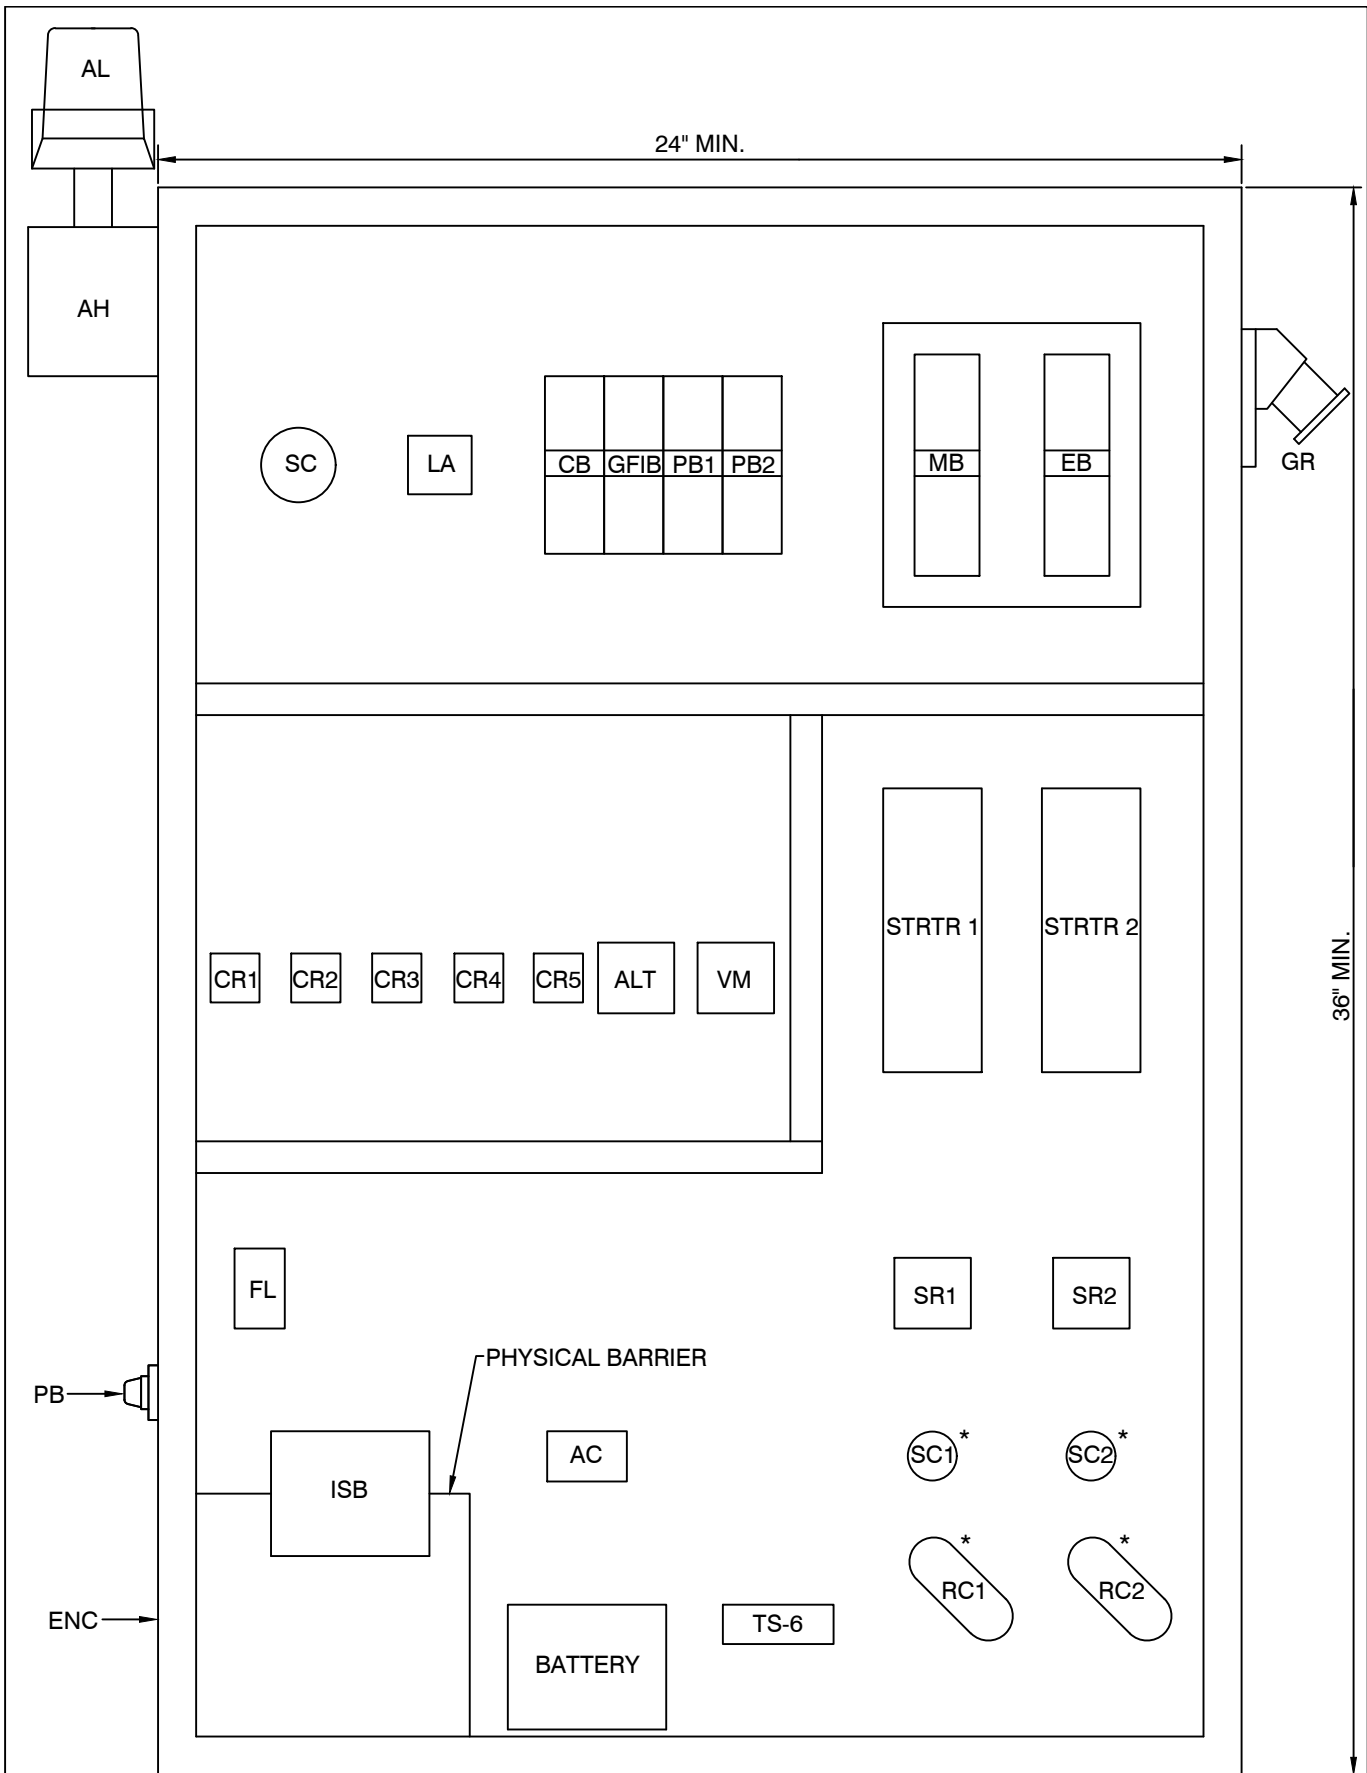 AL
24" MIN.
AH
SC
LA
CB
GFIB
PB1
PB2
MB
EB
GR
STRTR 1
STRTR 2
CR1
CR2
CR3
CR4
CR5
ALT
VM
36" MIN.
FL
SR1
SR2
PHYSICAL BARRIER
PB
AC
SC1*
SC2*
ISB
RC1*
RC2*
ENC
TS-6
BATTERY